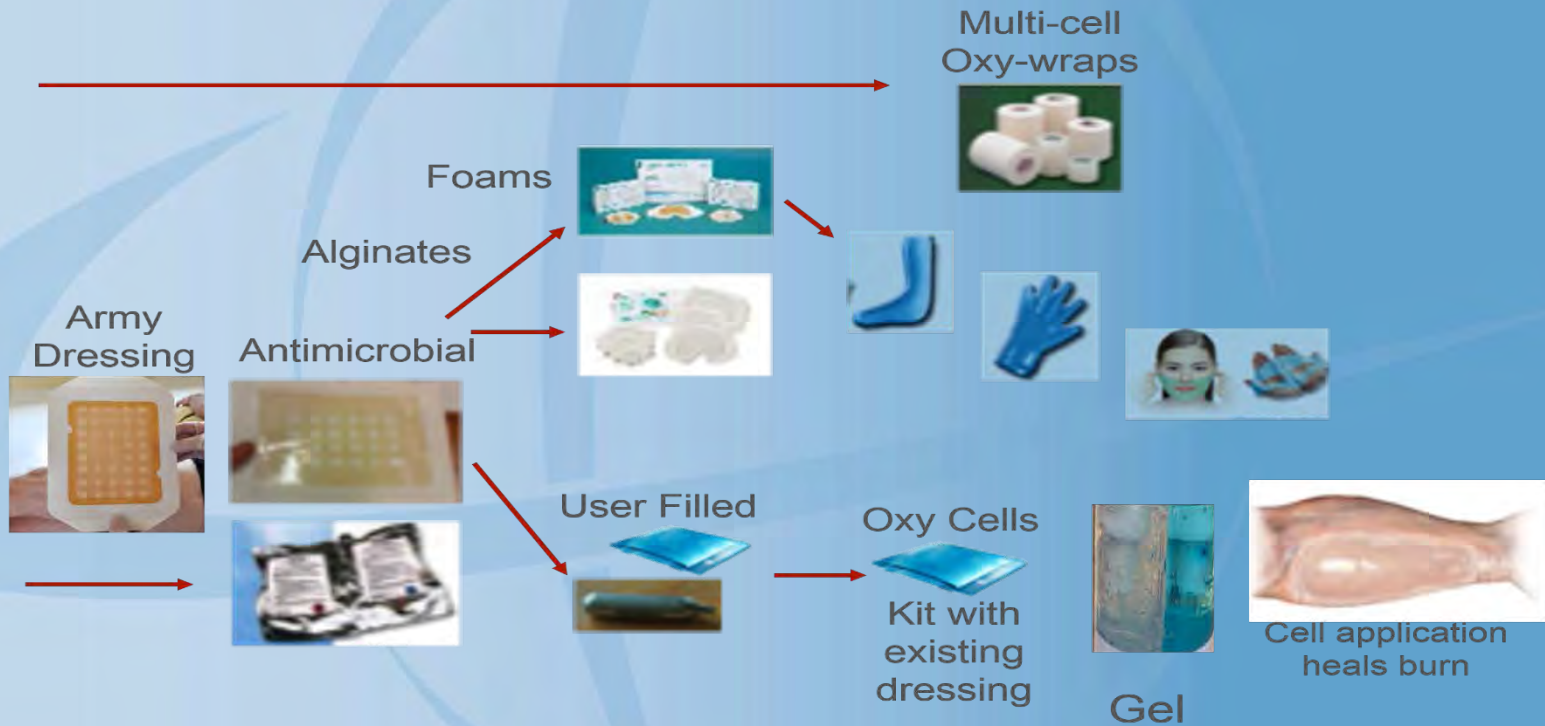 Multi-cell
Oxy-wraps
Foams
Alginates
Army
Dressing
Antimicrobial
User Filled
Oxy Cells
Kit with
existing
dressing
Gel
Cell application
heals burn